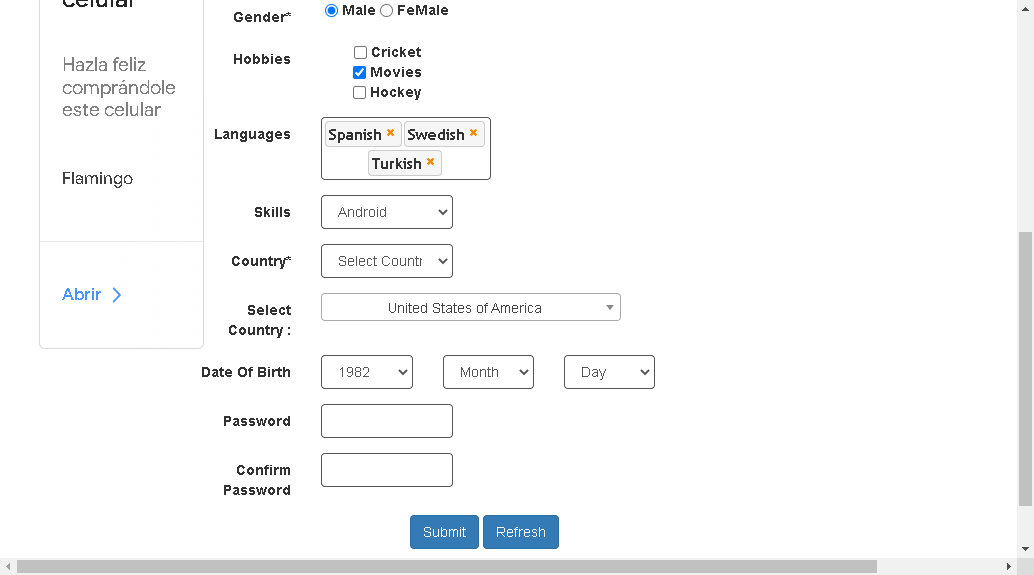 celular
Hazla feliz
comprándole
este celular
Flamingo
Abrir
Gender* Male FeMale
Hobbies Cricket
Movies
Hockey
Languages Spanish × Swedish ×
Turkish ×
Skills Android
Country* Select Countr
Select United States of America
Country :
Date Of Birth 1982 Month Day
Password
Confirm
Password
Submit Refresh